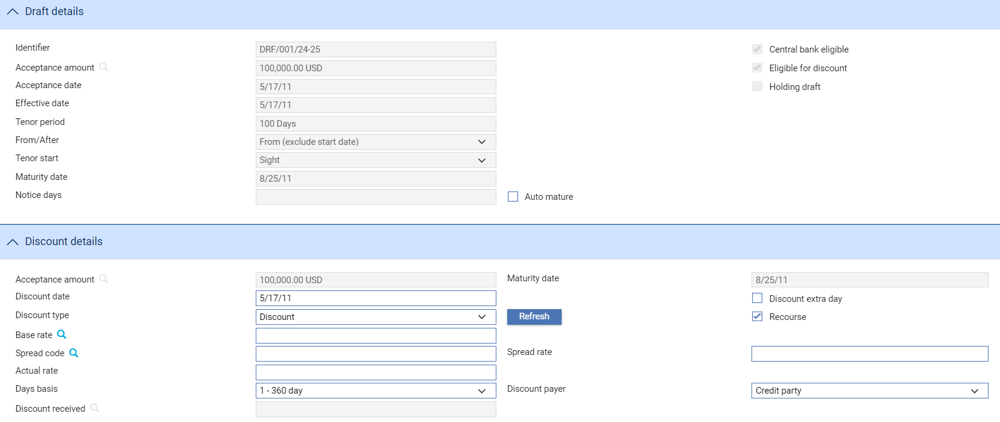 Draft details
Identifier DRF/001/24-25 Central bank eligible
Acceptance amount 100,000.00 USD Eligible for discount
Acceptance date 5/17/11 Holding draft
Effective date 5/17/11
Tenor period 100 Days
From/After From (exclude start date)
Tenor start Sight
Maturity date 8/25/11
Notice days Auto mature
Discount details
Acceptance amount 100,000.00 USD Maturity date 8/25/11
Discount date 5/17/11 Discount extra day
Discount type Discount Refresh Recourse
Base rate
Spread code Spread rate
Actual rate
Days basis 1 - 360 day Discount payer Credit party
Discount received